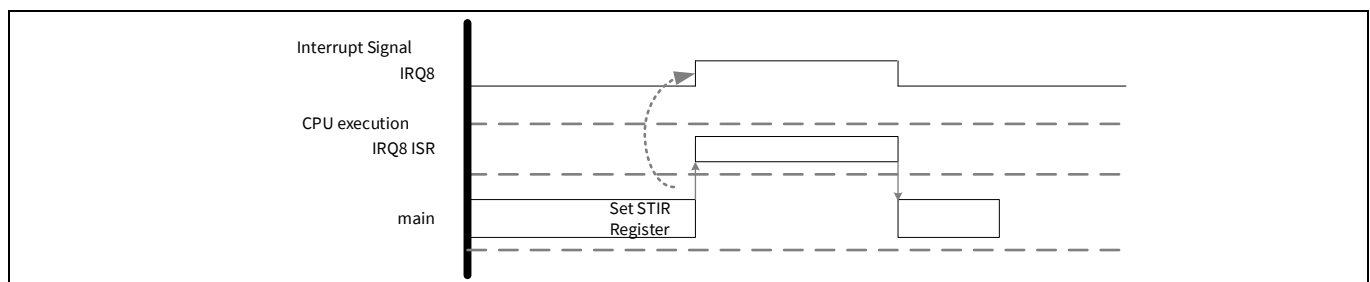 Interrupt Signal
IRQ8
CPU execution
IRQ8 ISR
main
Set STIR
Register